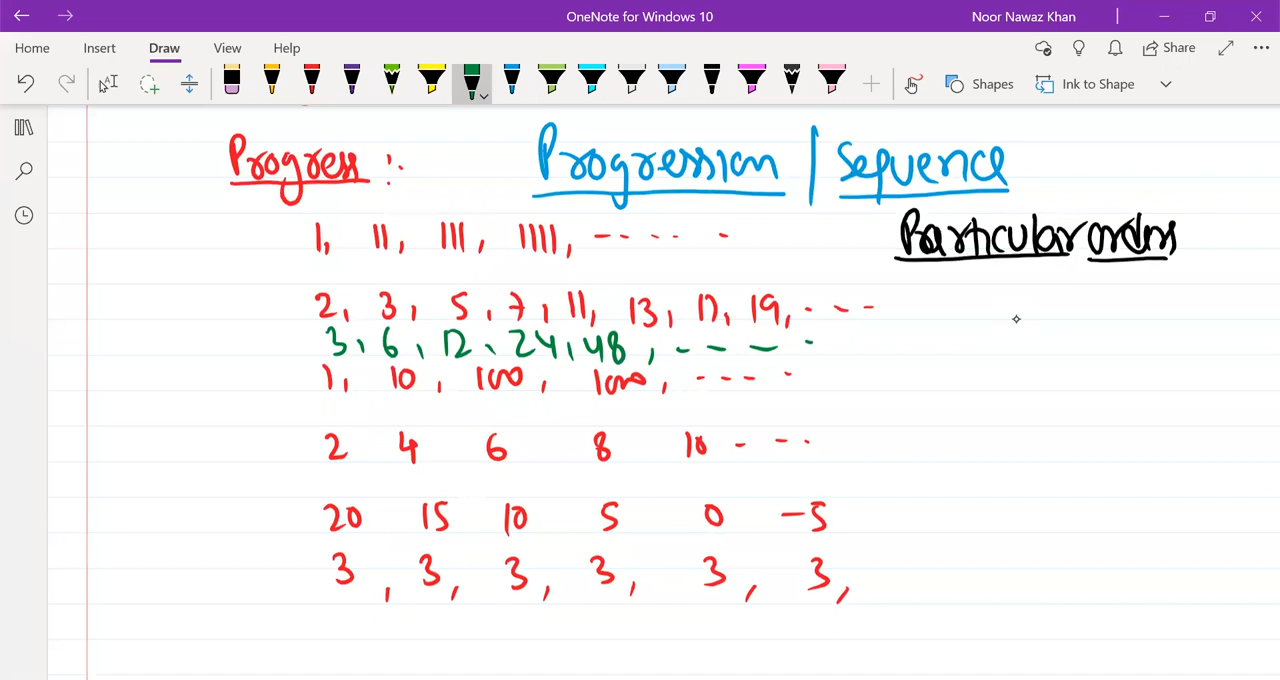 OneNote for Windows 10
Noor Nawaz Khan
Home Insert Draw View Help
Share
Shapes Ink to Shape
Progress :- Progression | Sequence
1, 11, 111, 1111, -----
Particular orders
2, 3, 5, 7, 11, 13, 17, 19, ---
3, 6, 12, 24, 48, ----
1, 10, 100, 1000, ----
2 4 6 8 10 ---
20 15 10 5 0 -5
3, 3, 3, 3, 3, 3,